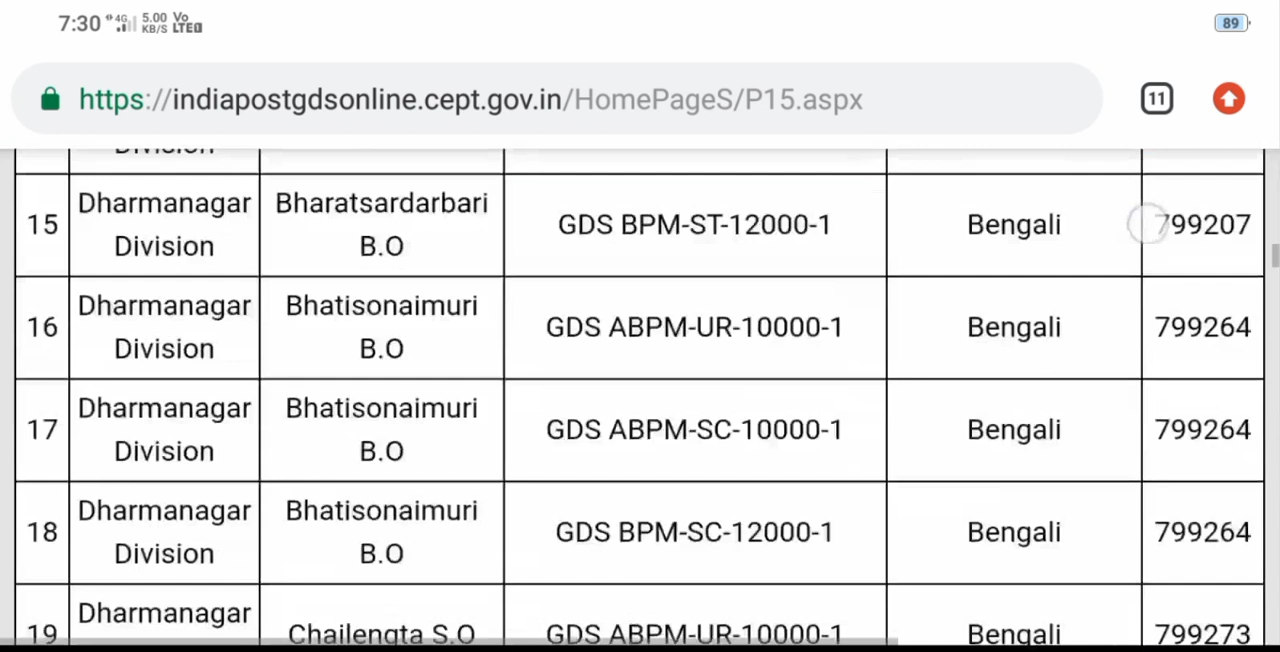 7:30 4G 5.00 KB/S Vo LTE 89
https://indiapostgdsonline.cept.gov.in/HomePageS/P15.aspx 11
Division
15 Dharmanagar Division Bharatsardarbari B.O GDS BPM-ST-12000-1 Bengali 799207
16 Dharmanagar Division Bhatisonaimuri B.O GDS ABPM-UR-10000-1 Bengali 799264
17 Dharmanagar Division Bhatisonaimuri B.O GDS ABPM-SC-10000-1 Bengali 799264
18 Dharmanagar Division Bhatisonaimuri B.O GDS BPM-SC-12000-1 Bengali 799264
19 Dharmanagar Chailengta S.O GDS ABPM-UR-10000-1 Bengali 799273